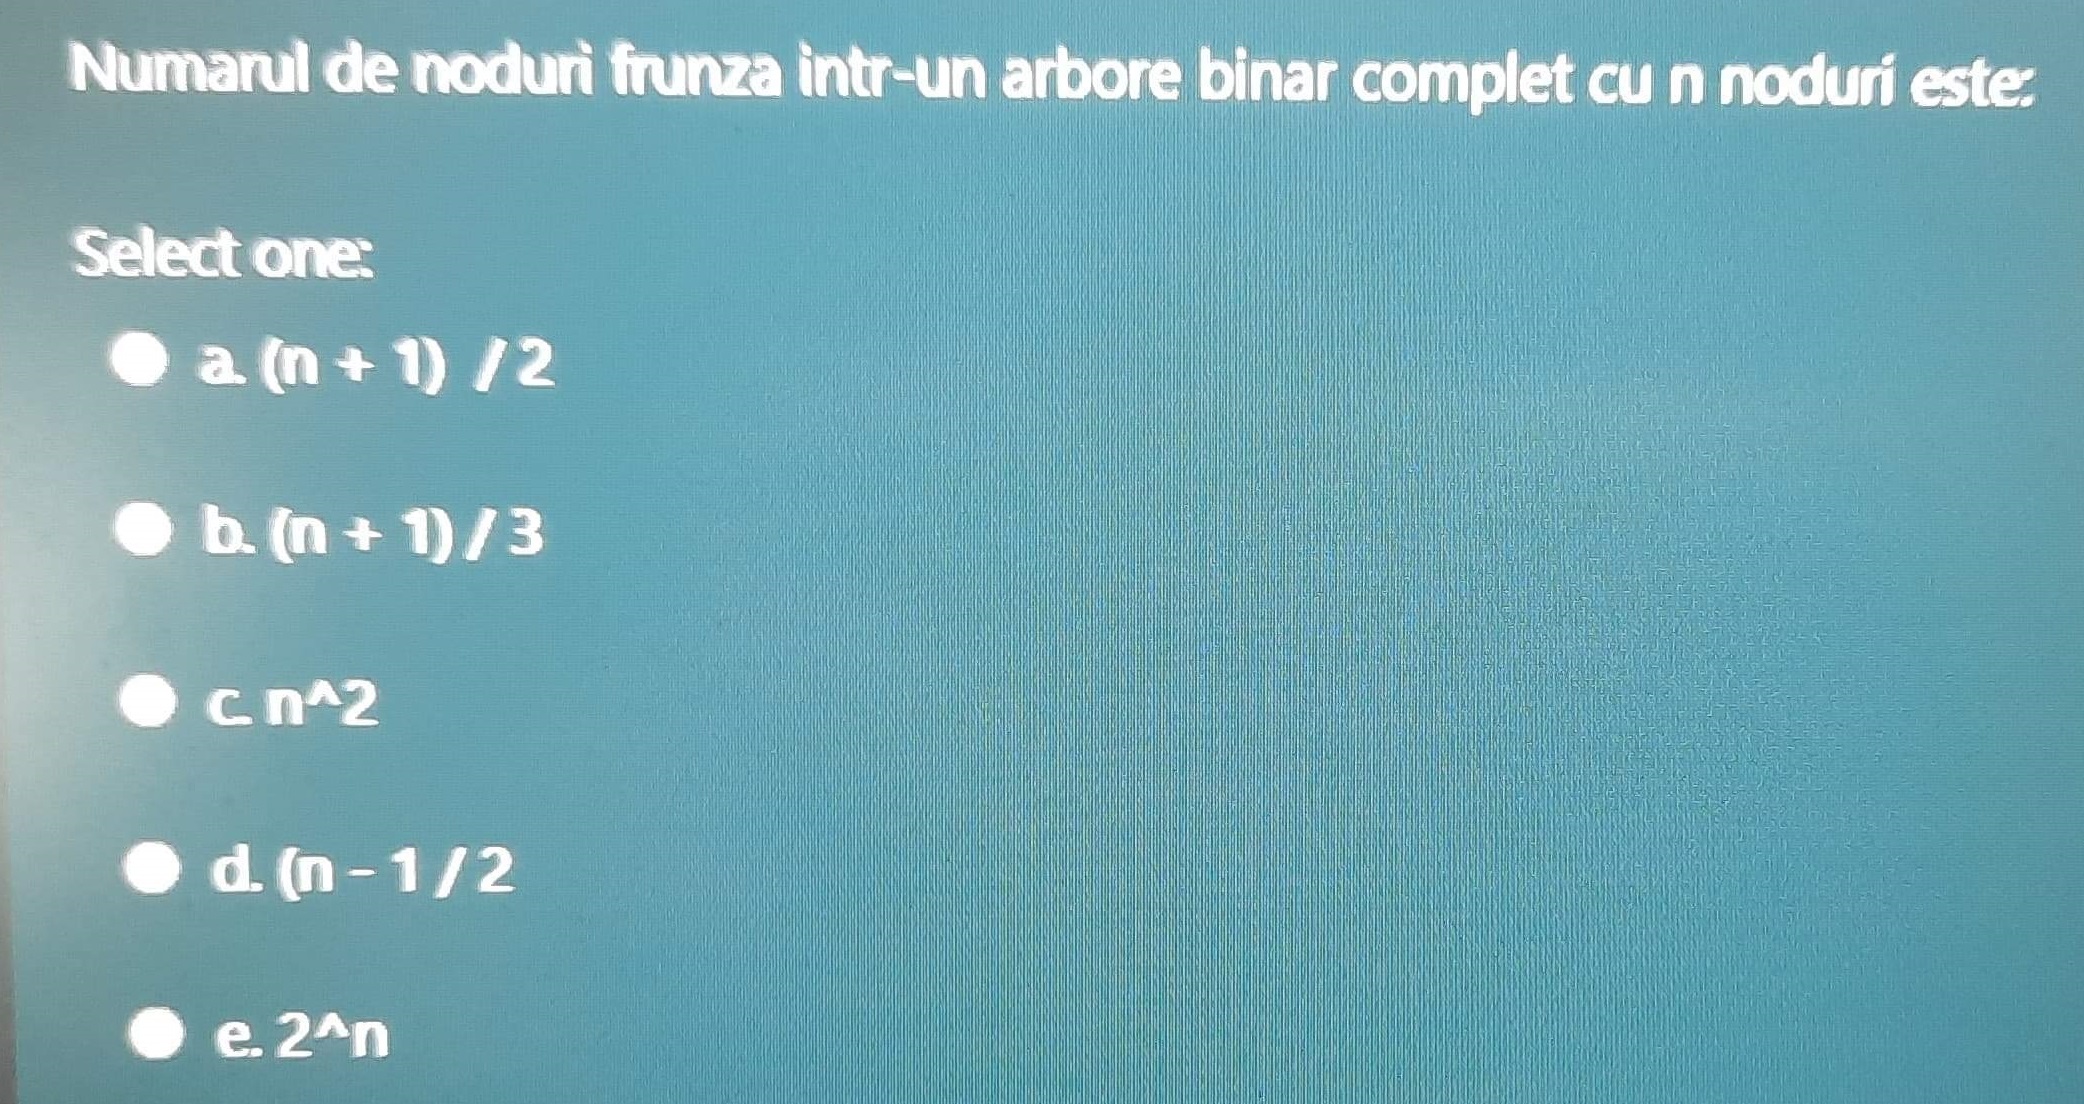 Numarul de noduri frunza intr-un arbore binar complet cu n noduri este:
Select one:
a. (n + 1) / 2
b. (n + 1) / 3
c. n^2
d. (n - 1 / 2
e. 2^n